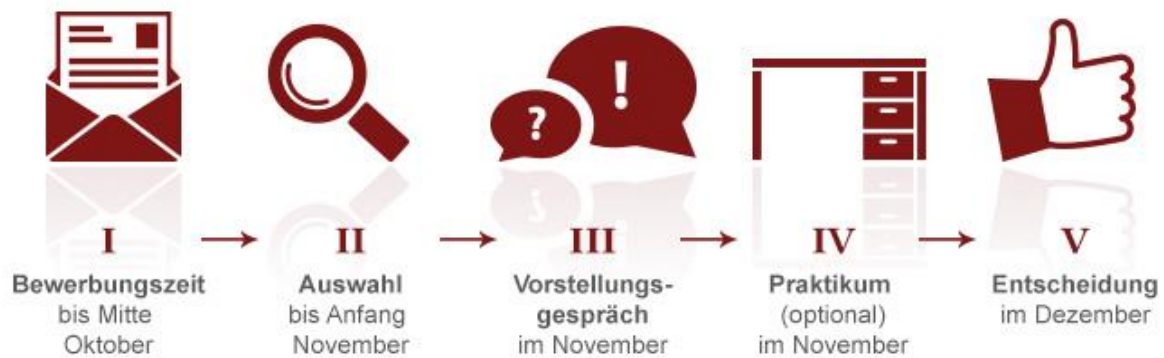 ? !
I → II → III → IV → V
Bewerbungszeit
bis Mitte
Oktober
Auswahl
bis Anfang
November
Vorstellungs-
gespräch
im November
Praktikum
(optional)
im November
Entscheidung
im Dezember